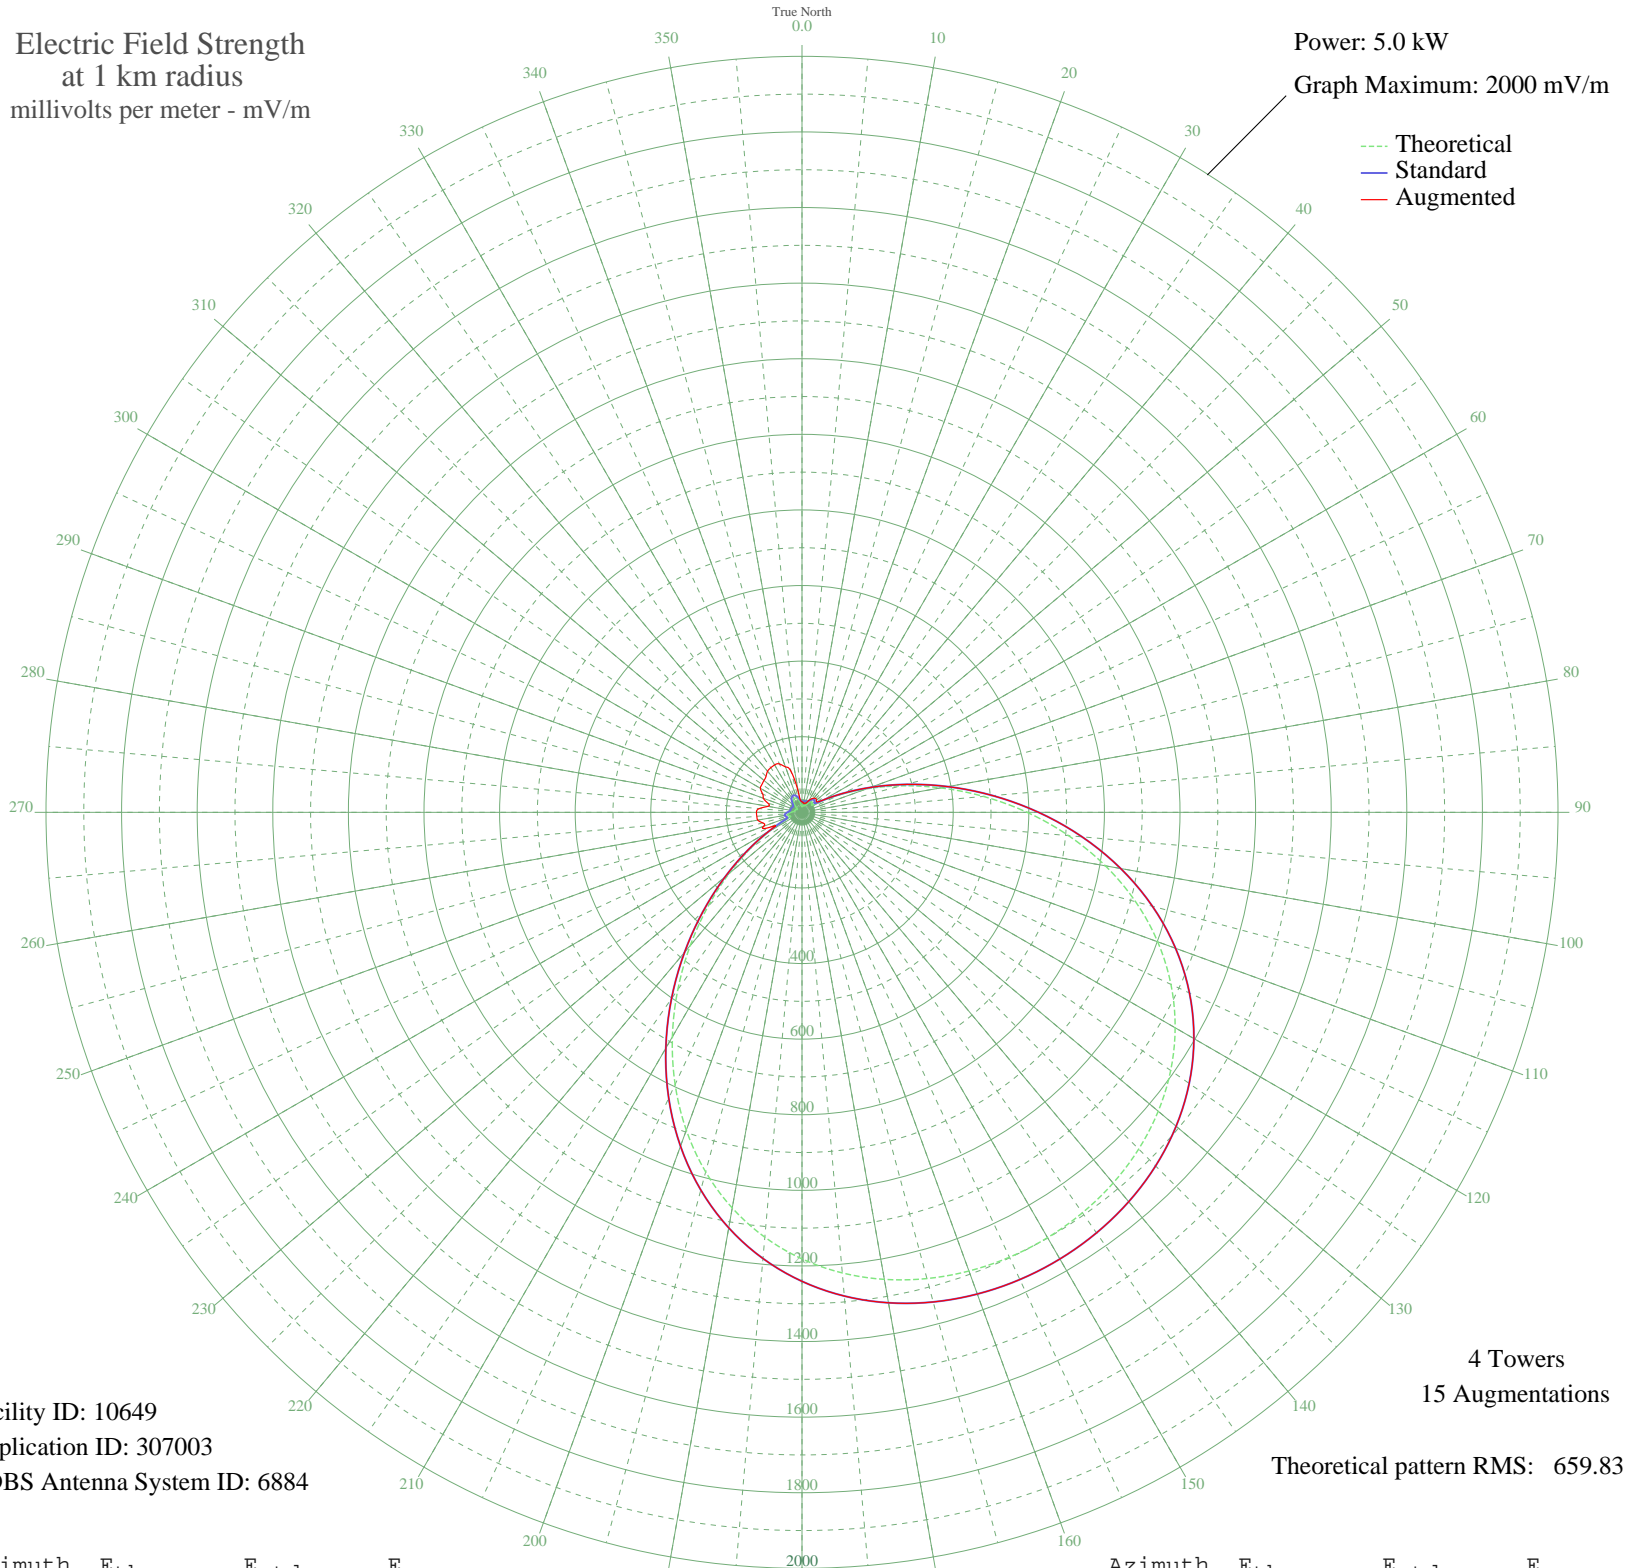 True North
Electric Field Strength
at 1 km radius
millivolts per meter - mV/m
Power: 5.0 kW
Graph Maximum: 2000 mV/m
Theoretical
Standard
Augmented
0.0
10
20
30
40
50
60
70
80
90
100
110
120
130
140
150
160
200
210
220
230
240
250
260
270
280
290
300
310
320
330
340
350
400
600
800
1000
1200
1400
1600
1800
2000
4 Towers
15 Augmentations
Theoretical pattern RMS: 659.83
cility ID: 10649
plication ID: 307003
DBS Antenna System ID: 6884
imuth E E E
Azimuth E E E